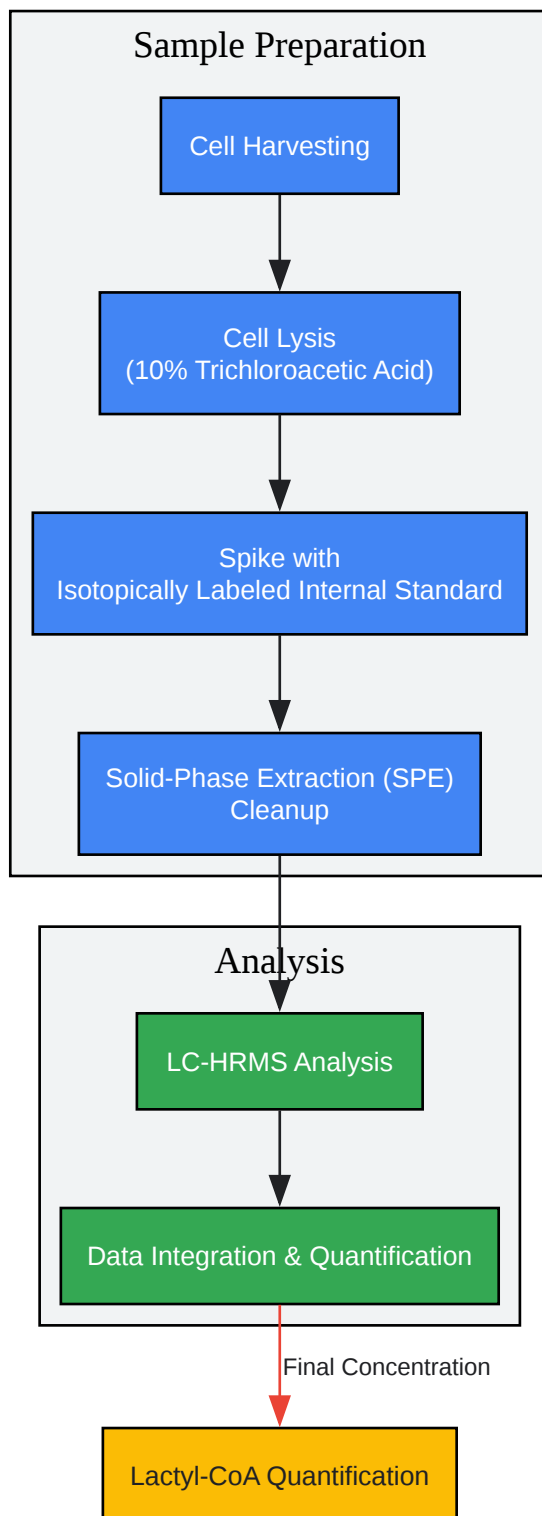 Sample Preparation
Cell Harvesting
Cell Lysis
(10% Trichloroacetic Acid)
Spike with
Isotopically Labeled Internal Standard
Solid-Phase Extraction (SPE)
Cleanup
Analysis
LC-HRMS Analysis
Data Integration & Quantification
Final Concentration
Lactyl-CoA Quantification